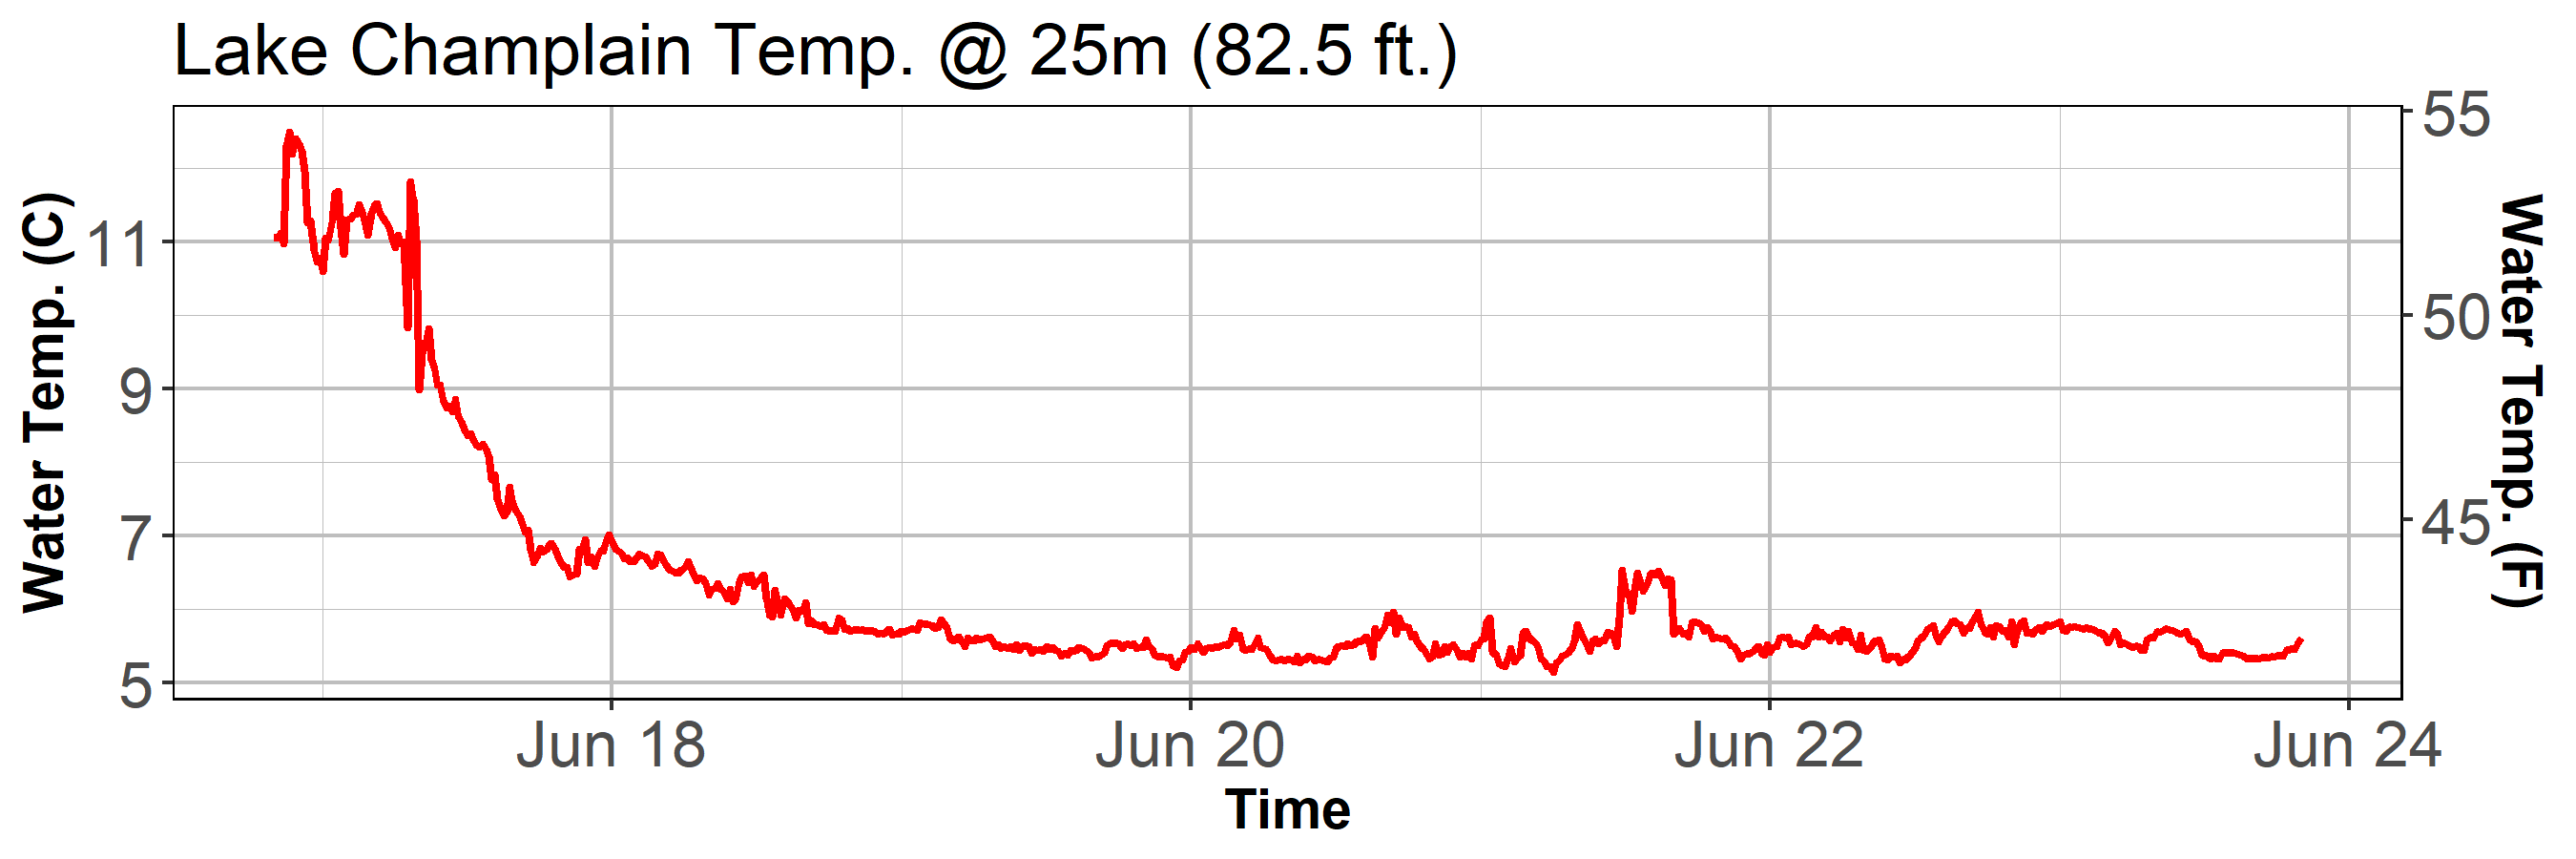 Lake Champlain Temp. @ 25m (82.5 ft.)
Water Temp. (C)
11
9
7
5
55
50
45
Water Temp. (F)
Jun 18
Jun 20
Jun 22
Jun 24
Time